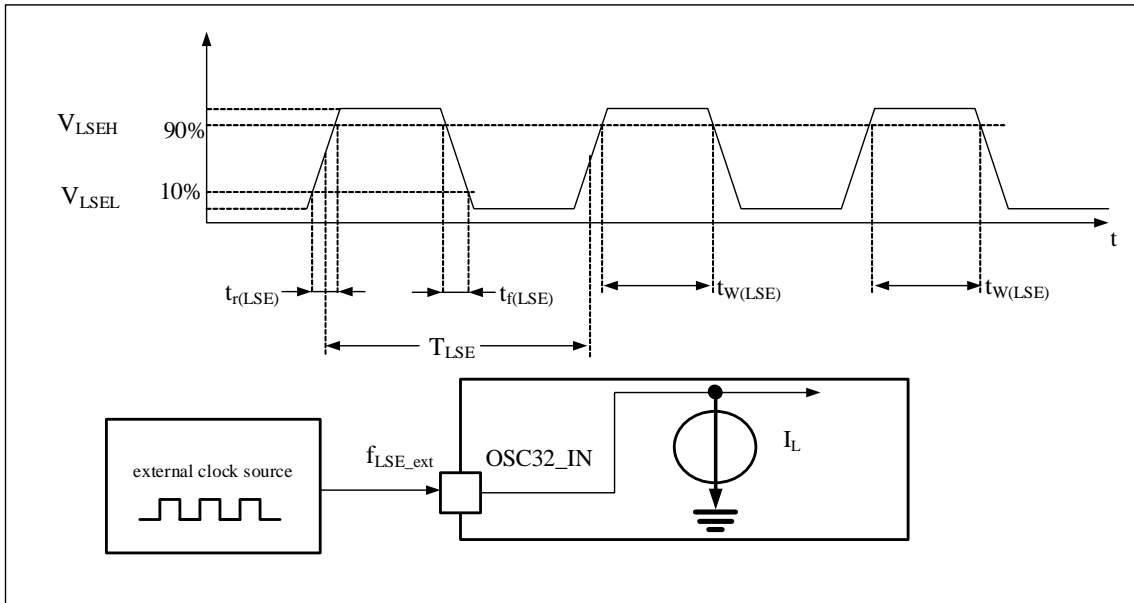 V_LSEH
90%
10%
V_LSEL
t
t_r(LSE)
t_f(LSE)
t_W(LSE)
t_W(LSE)
T_LSE
external clock source
f_LSE_ext
OSC32_IN
I_L